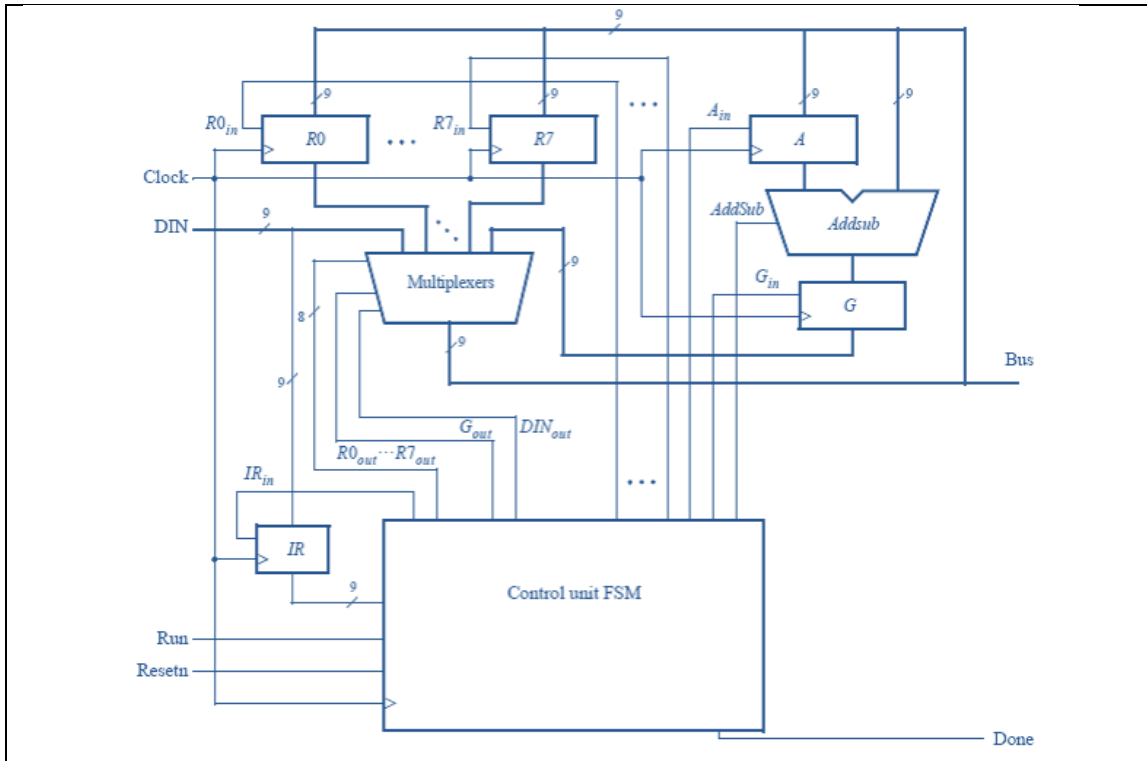 9
9
9
9
9
R0in
R0
...
R7in
R7
...
Ain
A
Clock
DIN
9
AddSub
Addsub
Multiplexers
9
Gin
G
8
9
Bus
9
Gout
DINout
R0out...R7out
IRin
...
IR
9
Control unit FSM
Run
Resetn
Done